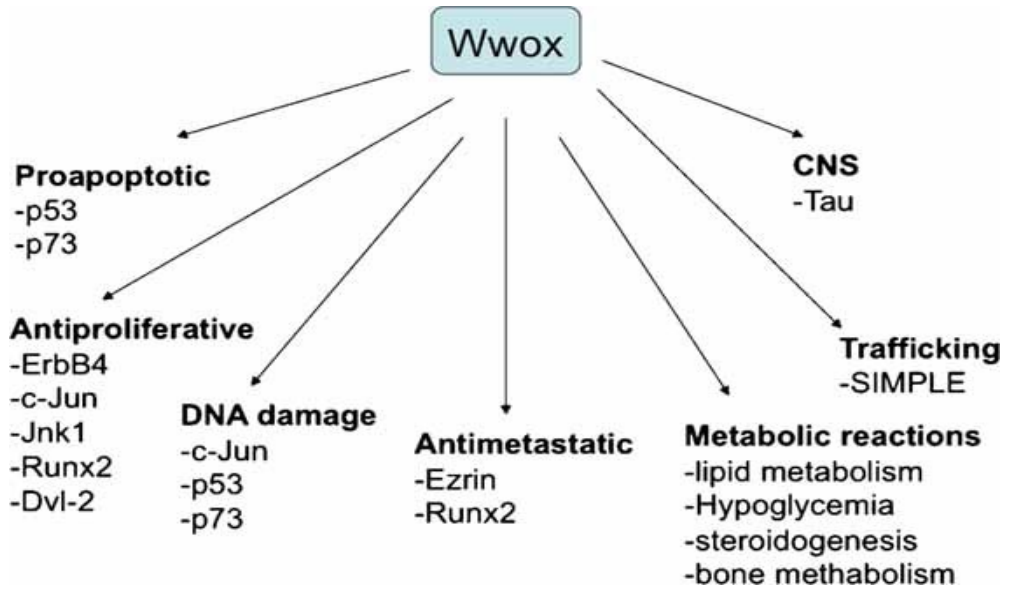 Wwox
Proapoptotic
-p53
-p73
CNS
-Tau
Antiproliferative
-ErbB4
-c-Jun
-Jnk1
-Runx2
-Dvl-2
DNA damage
-c-Jun
-p53
-p73
Antimetastatic
-Ezrin
-Runx2
Metabolic reactions
-lipid metabolism
-Hypoglycemia
-steroidogenesis
-bone methabolism
Trafficking
-SIMPLE